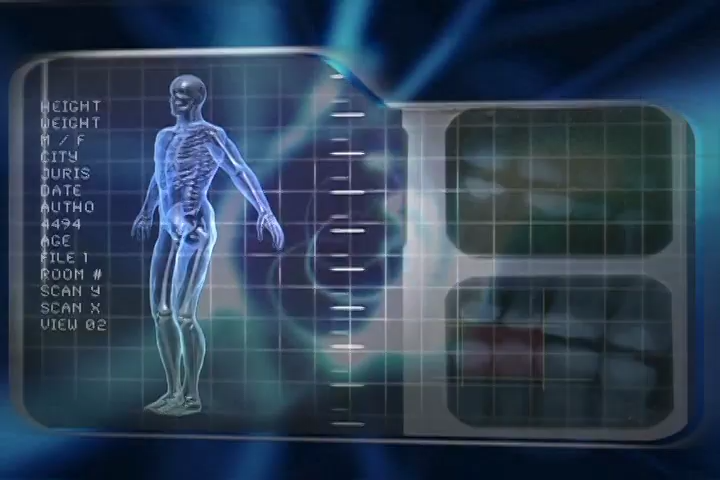 HEIGHT
WEIGHT
M / F
CITY
JURIS
DATE
AUTHO
4494
AGE
FILE 1
ROOM #
SCAN Y
SCAN X
VIEW 02